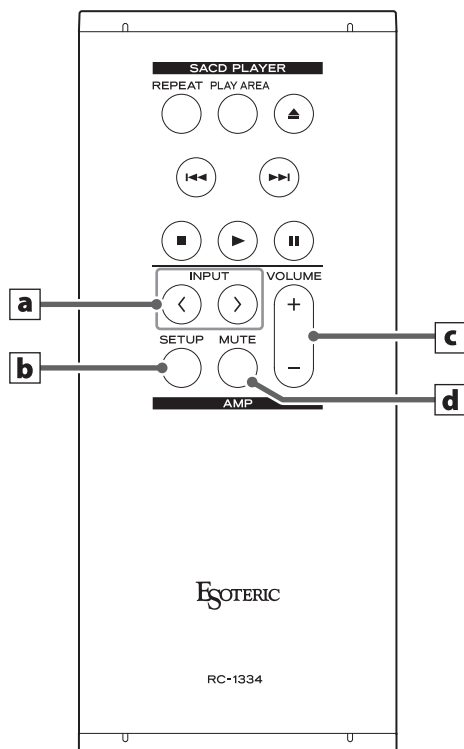 SACD PLAYER
REPEAT PLAY AREA
INPUT VOLUME
a
c
SETUP MUTE
b
d
AMP
ESOTERIC
RC-1334